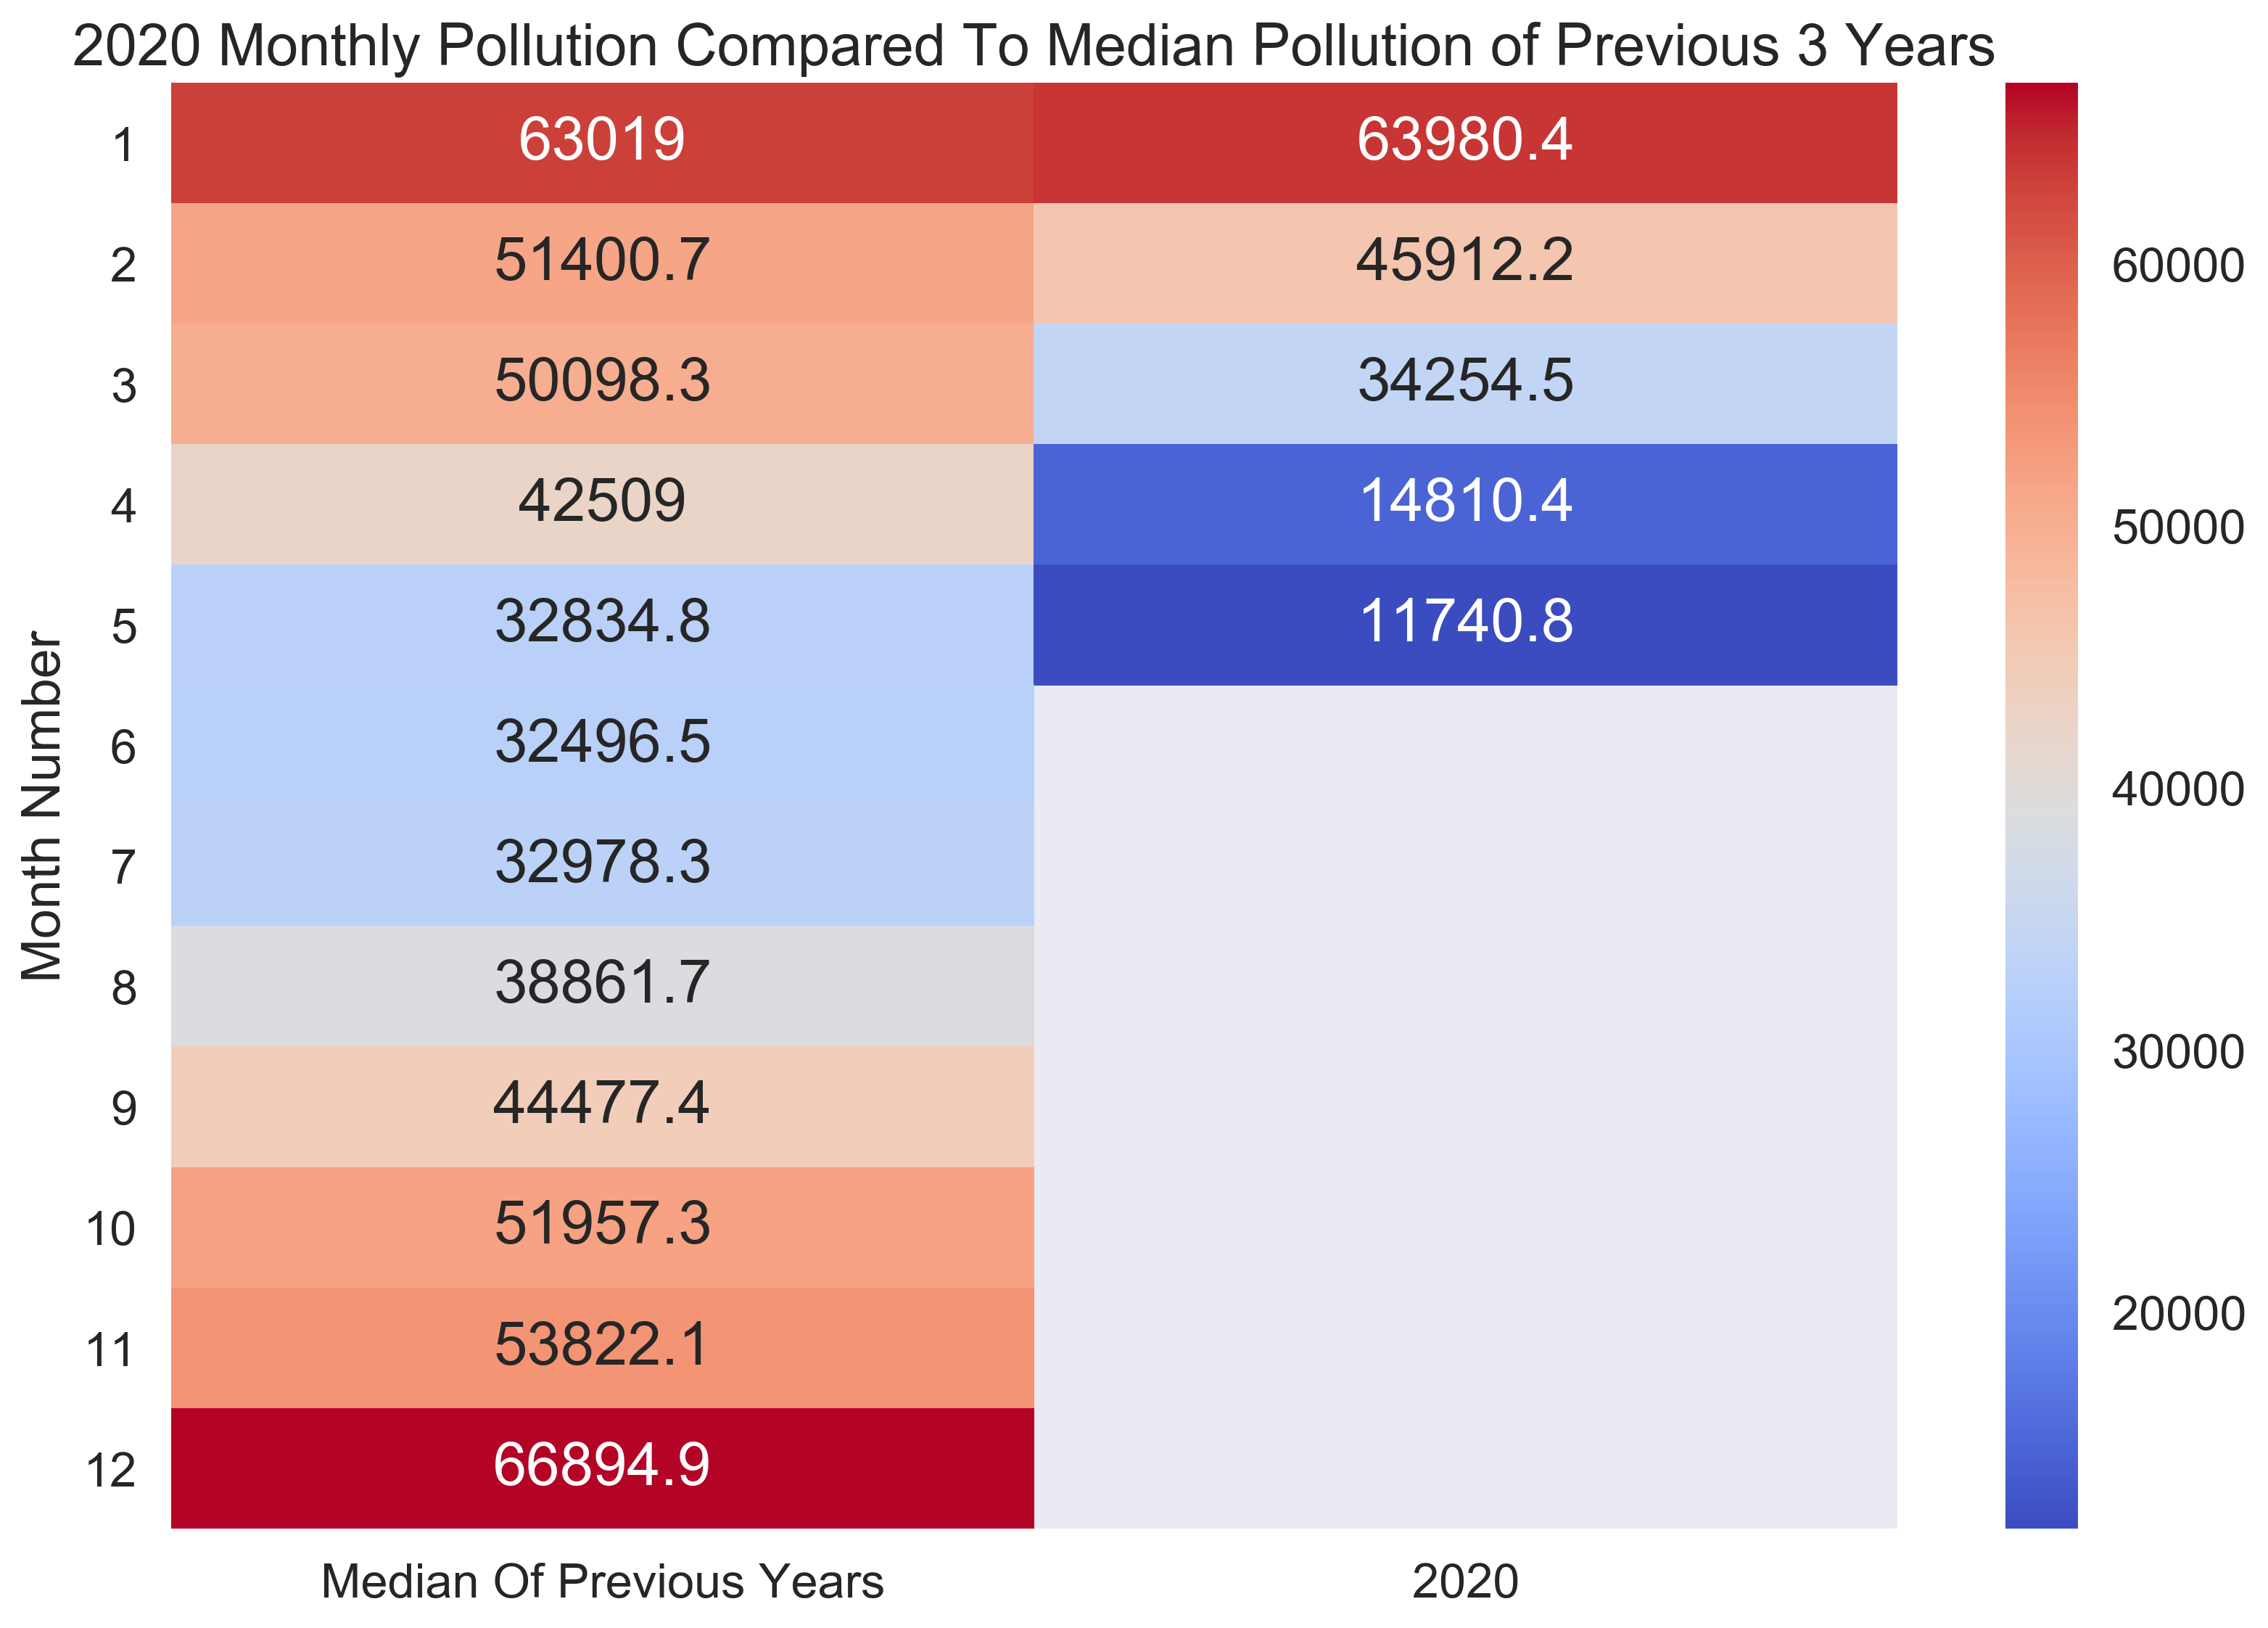 2020 Monthly Pollution Compared To Median Pollution of Previous 3 Years
Month Number
1 63019 63980.4
2 51400.7 45912.2
3 50098.3 34254.5
4 42509 14810.4
5 32834.8 11740.8
6 32496.5
7 32978.3
8 38861.7
9 44477.4
10 51957.3
11 53822.1
12 66894.9
Median Of Previous Years 2020
60000
50000
40000
30000
20000